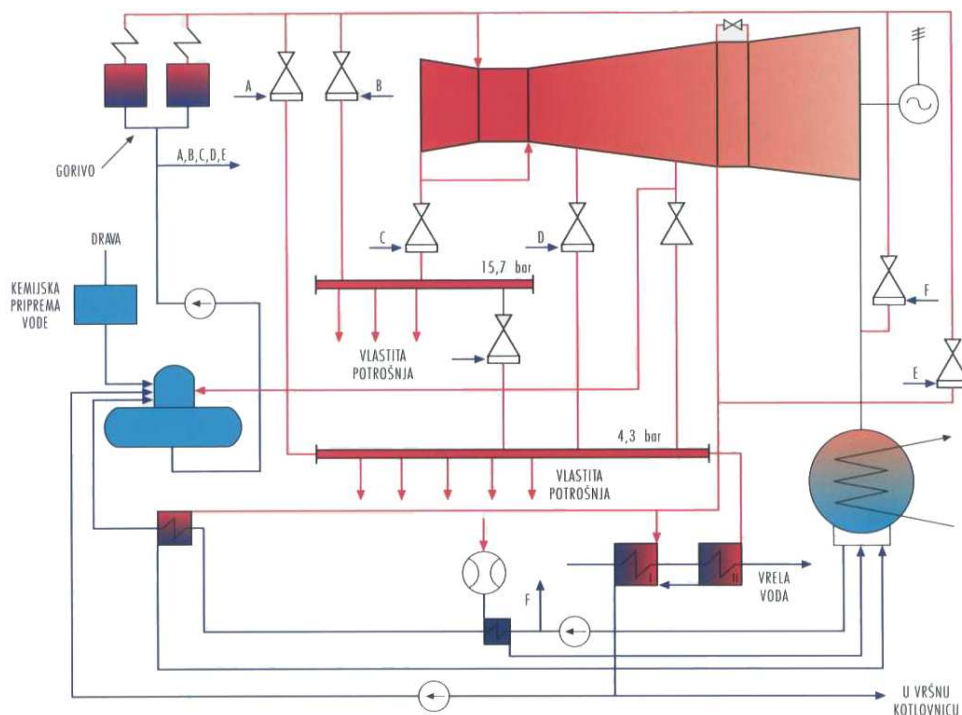 A
B
GORIVO
A,B,C,D,E
DRAVA
C
D
15,7 bar
F
KEMIJSKA
PRIPREMA
VODE
VLASTITA
POTROŠNJA
E
4,3 bar
VLASTITA
POTROŠNJA
I
II
VRELA
VODA
F
U VRŠNU
KOTLOVNICU